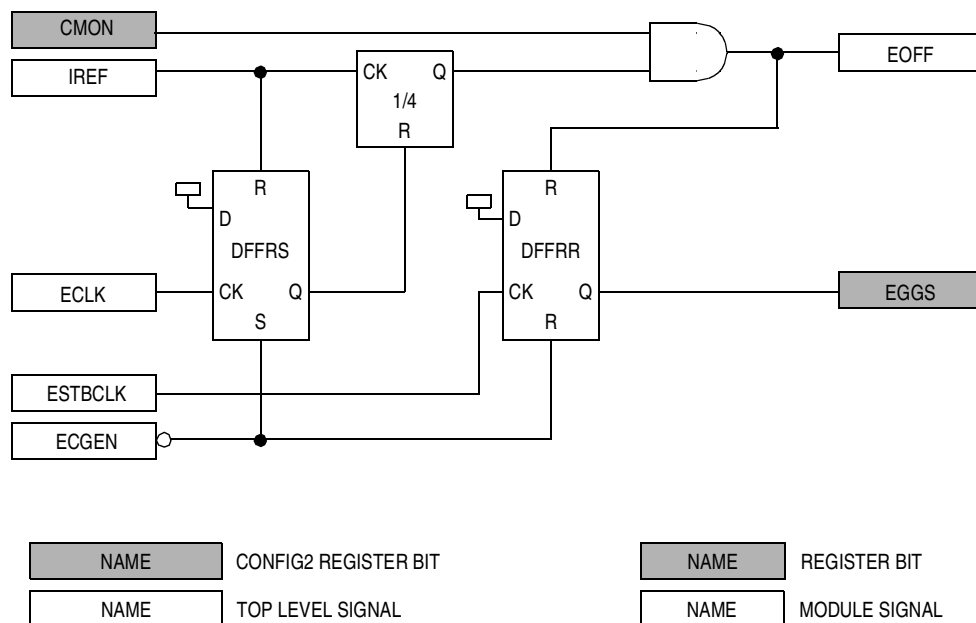 CMON
EOFF
IREF
CK Q
1/4
R
R
D
DFFRS
CK Q
S
R
D
DFFRR
CK Q
R
ECLK
EGGS
ESTBCLK
ECGEN
NAME CONFIG2 REGISTER BIT
NAME REGISTER BIT
NAME TOP LEVEL SIGNAL
NAME MODULE SIGNAL